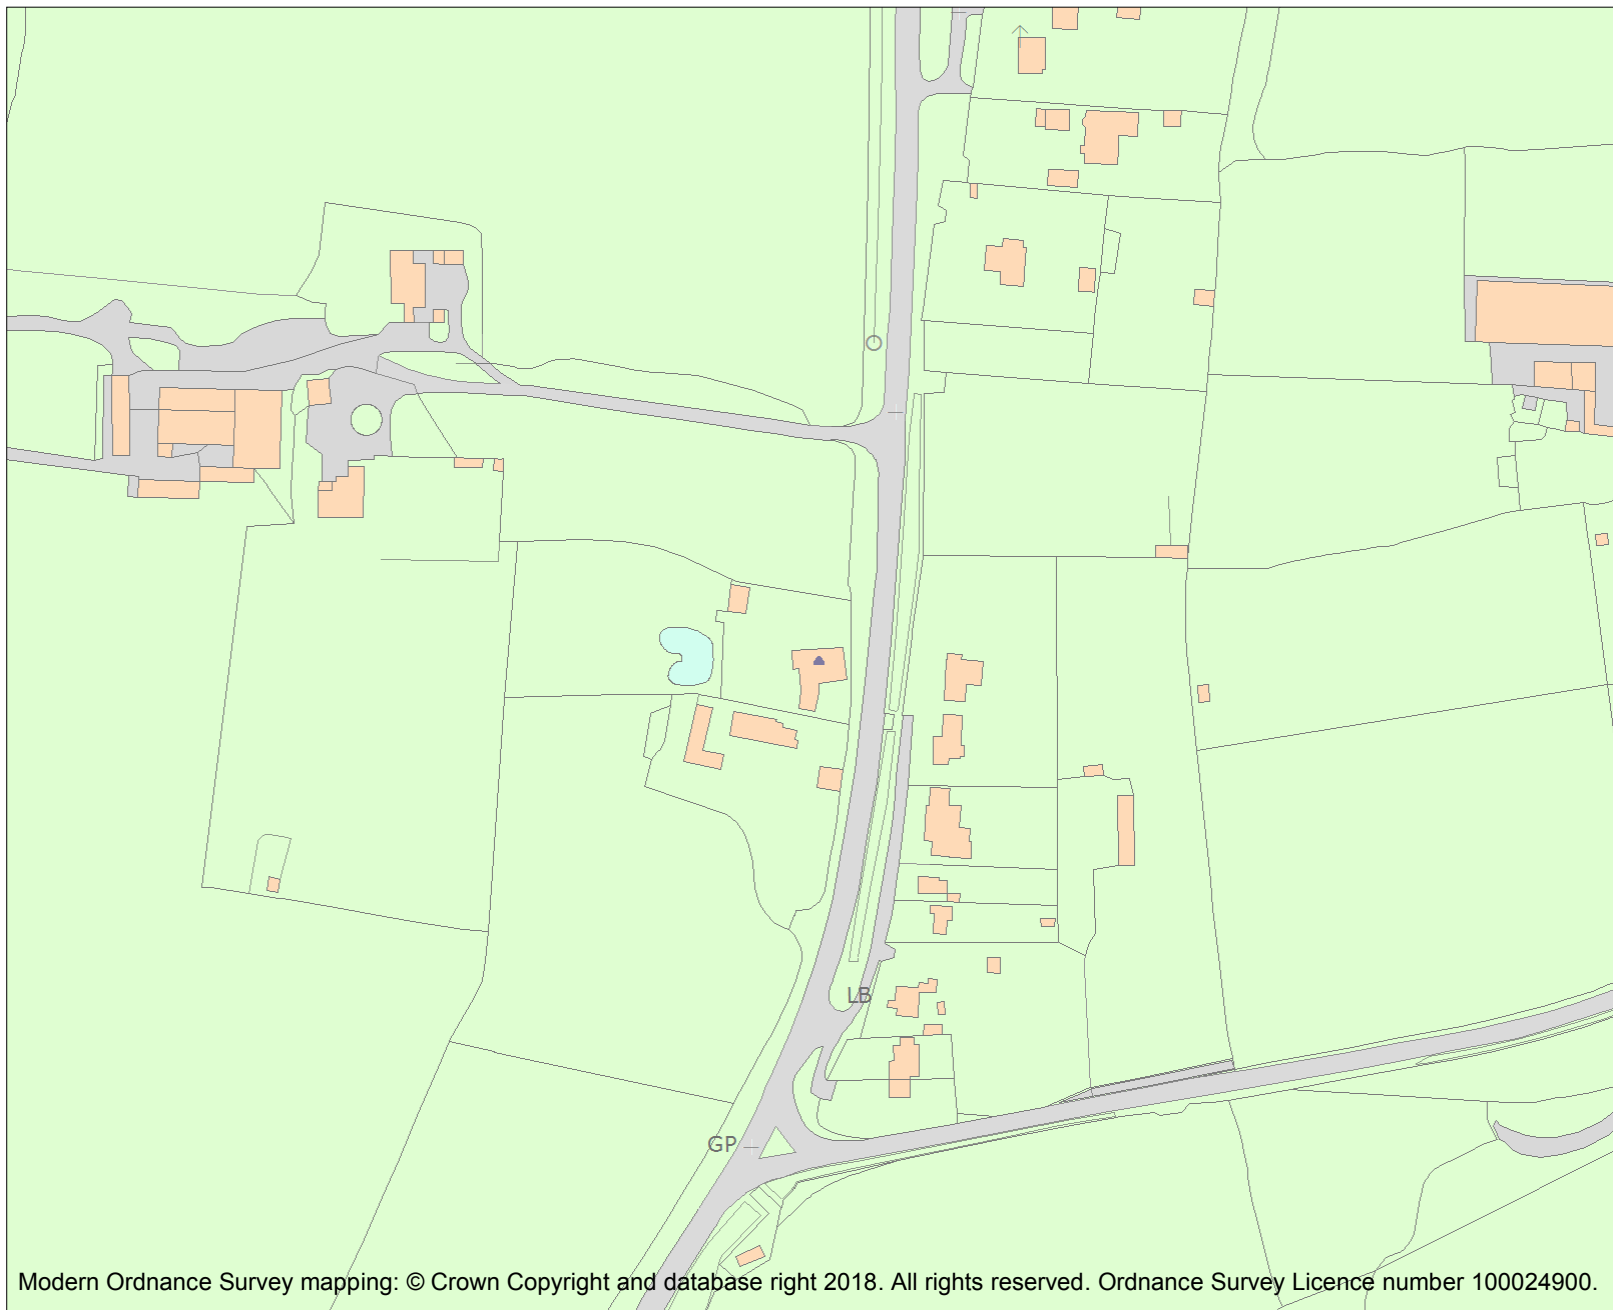 LB
GP
Modern Ordnance Survey mapping: © Crown Copyright and database right 2018. All rights reserved. Ordnance Survey Licence number 100024900.